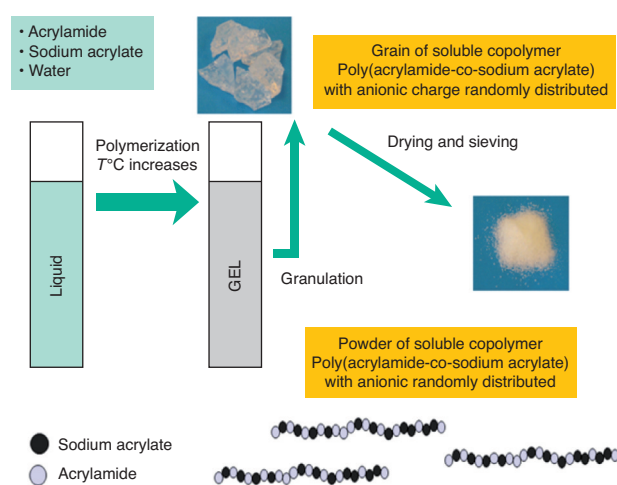 • Acrylamide
• Sodium acrylate
• Water
Grain of soluble copolymer
Poly(acrylamide-co-sodium acrylate)
with anionic charge randomly distributed
Polymerization
T°C increases
Drying and sieving
Liquid
GEL
Granulation
Powder of soluble copolymer
Poly(acrylamide-co-sodium acrylate)
with anionic randomly distributed
Sodium acrylate
Acrylamide